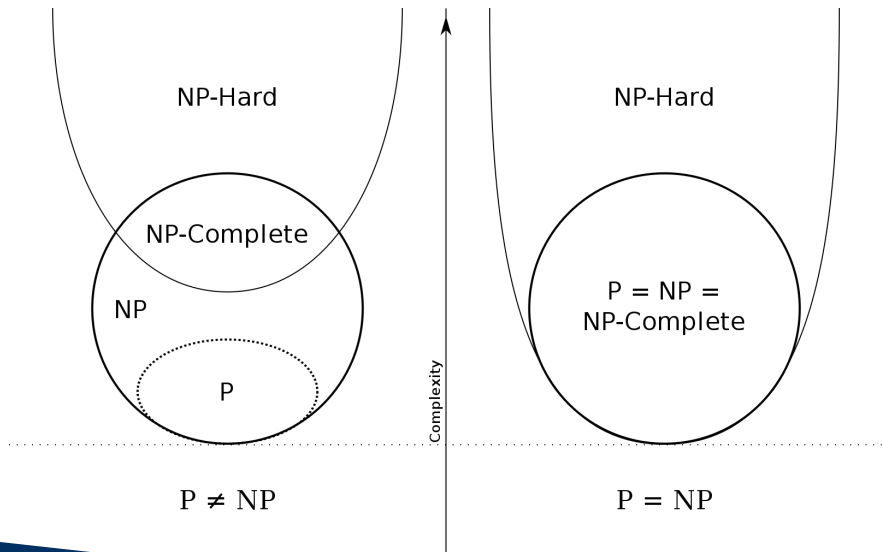 NP-Hard
NP-Complete
NP
P
P ≠ NP
Complexity
NP-Hard
P = NP =
NP-Complete
P = NP